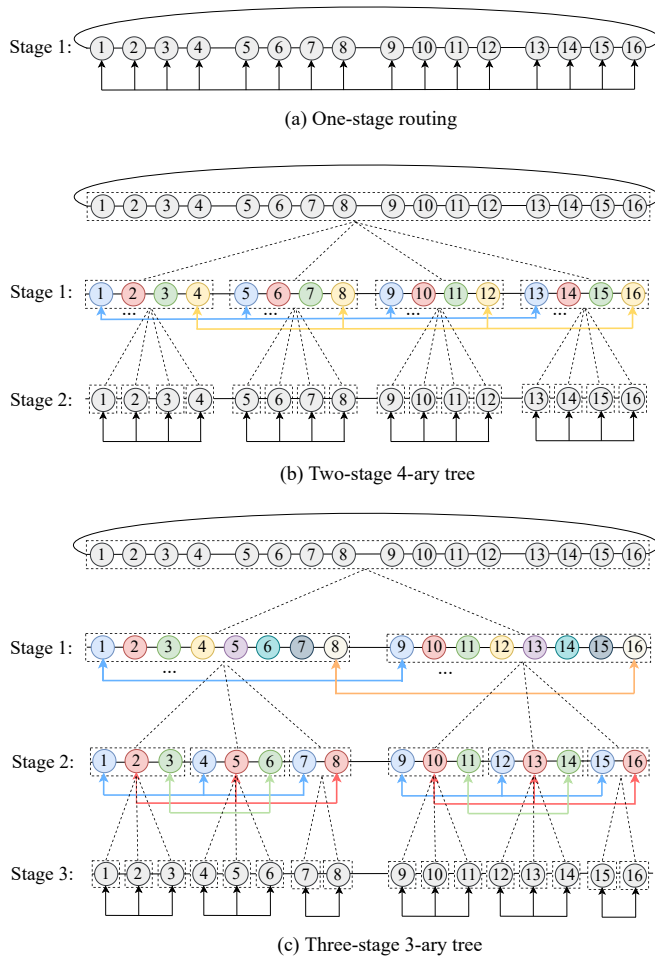 Stage 1: 1 2 3 4 5 6 7 8 9 10 11 12 13 14 15 16
(a) One-stage routing
1 2 3 4 5 6 7 8 9 10 11 12 13 14 15 16
Stage 1: 1 2 3 4 5 6 7 8 9 10 11 12 13 14 15 16
... ... ... ...
Stage 2: 1 2 3 4 5 6 7 8 9 10 11 12 13 14 15 16
(b) Two-stage 4-ary tree
1 2 3 4 5 6 7 8 9 10 11 12 13 14 15 16
Stage 1: 1 2 3 4 5 6 7 8 9 10 11 12 13 14 15 16
... ...
Stage 2: 1 2 3 4 5 6 7 8 9 10 11 12 13 14 15 16
Stage 3: 1 2 3 4 5 6 7 8 9 10 11 12 13 14 15 16
(c) Three-stage 3-ary tree